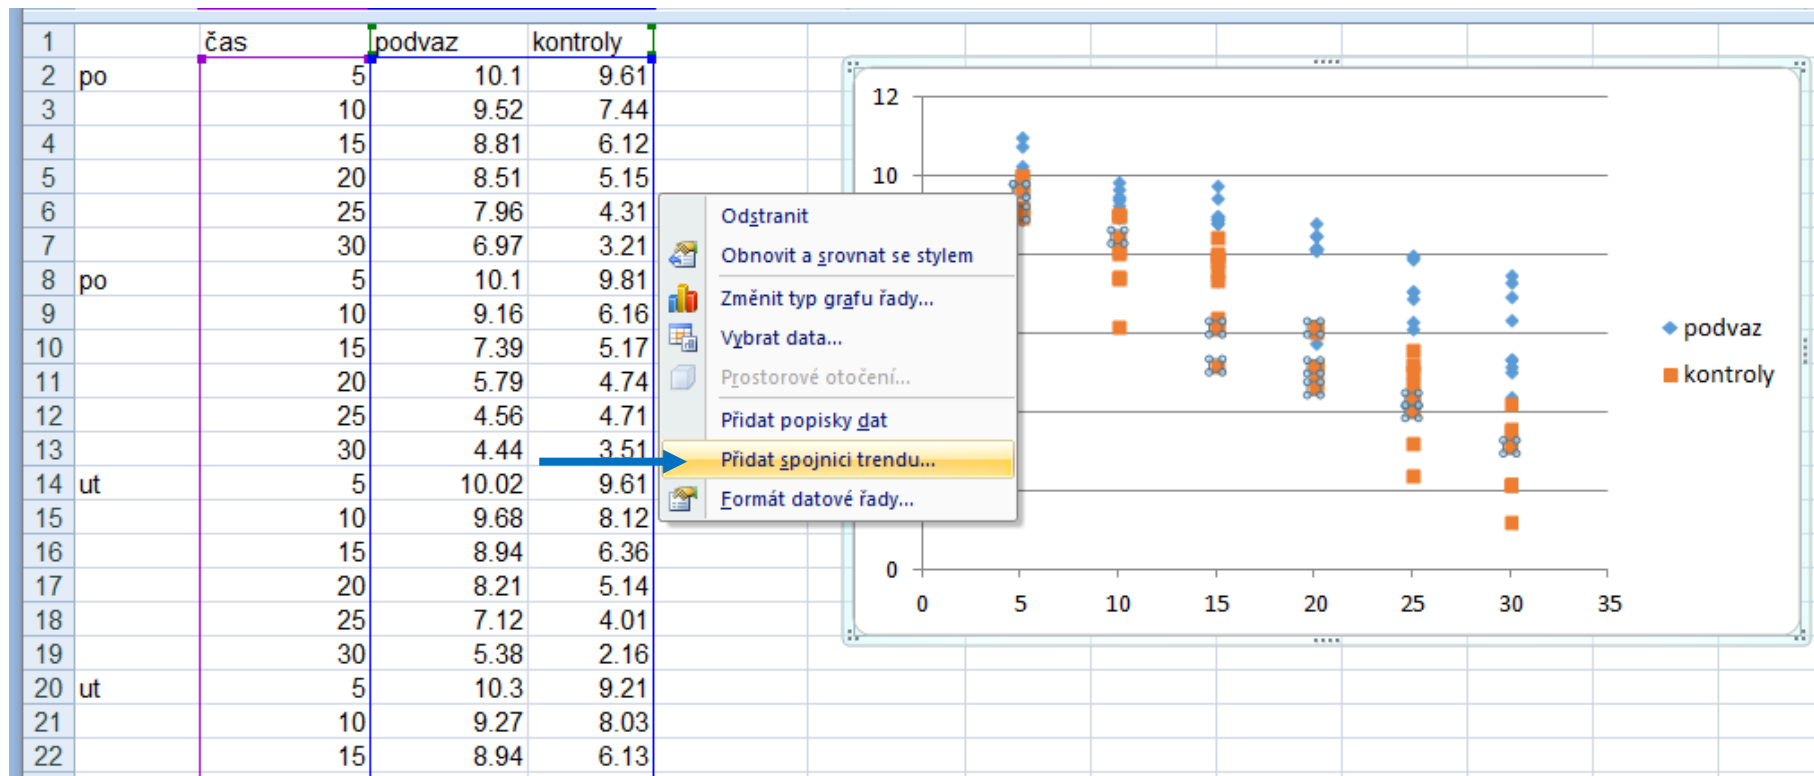 1 čas podvaz kontroly
2 po 5 10.1 9.61
3 10 9.52 7.44
4 15 8.81 6.12
5 20 8.51 5.15
6 25 7.96 4.31
7 30 6.97 3.21
8 po 5 10.1 9.81
9 10 9.16 6.16
10 15 7.39 5.17
11 20 5.79 4.74
12 25 4.56 4.71
13 30 4.44 3.51
14 ut 5 10.02 9.61
15 10 9.68 8.12
16 15 8.94 6.36
17 20 8.21 5.14
18 25 7.12 4.01
19 30 5.38 2.16
20 ut 5 10.3 9.21
21 10 9.27 8.03
22 15 8.94 6.13
Odstranit
Obnovit a srovnat se stylem
Změnit typ grafu řady...
Vybrat data...
Prostorové otočení...
Přidat popisky dat
Přidat spojnici trendu...
Formát datové řady...
12
10
0
0 5 10 15 20 25 30 35
podvaz
kontroly